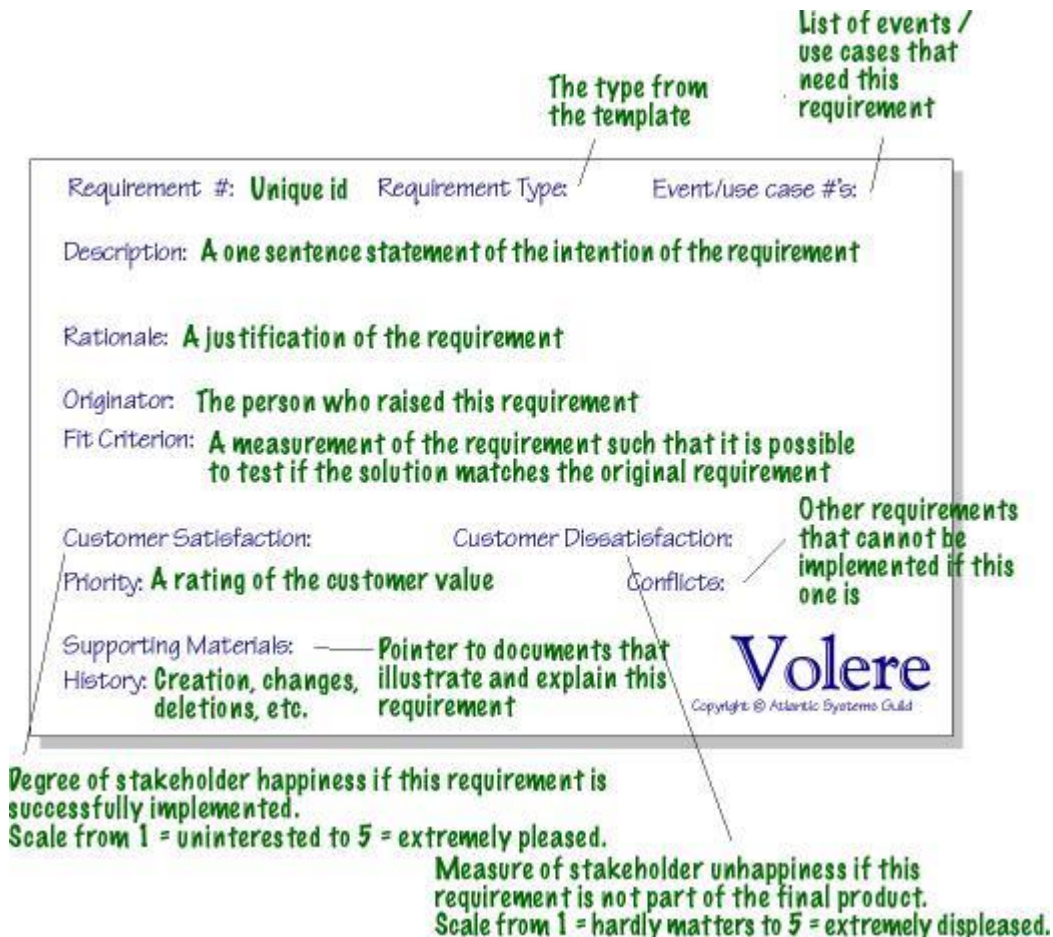 List of events /
use cases that
need this
requirement
The type from
the template
Requirement #: Unique id Requirement Type: Event/use case #'s:
Description: A one sentence statement of the intention of the requirement
Rationale: A justification of the requirement
Originator: The person who raised this requirement
Fit Criterion: A measurement of the requirement such that it is possible
to test if the solution matches the original requirement
Other requirements
that cannot be
implemented if this
one is
Customer Satisfaction: Customer Dissatisfaction:
Priority: A rating of the customer value Conflicts:
Supporting Materials: Pointer to documents that
illustrate and explain this
requirement
History: Creation, changes,
deletions, etc.
Volere
Copyright © Atlantic Systems Guild
Degree of stakeholder happiness if this requirement is
successfully implemented.
Scale from 1 = uninterested to 5 = extremely pleased.
Measure of stakeholder unhappiness if this
requirement is not part of the final product.
Scale from 1 = hardly matters to 5 = extremely displeased.